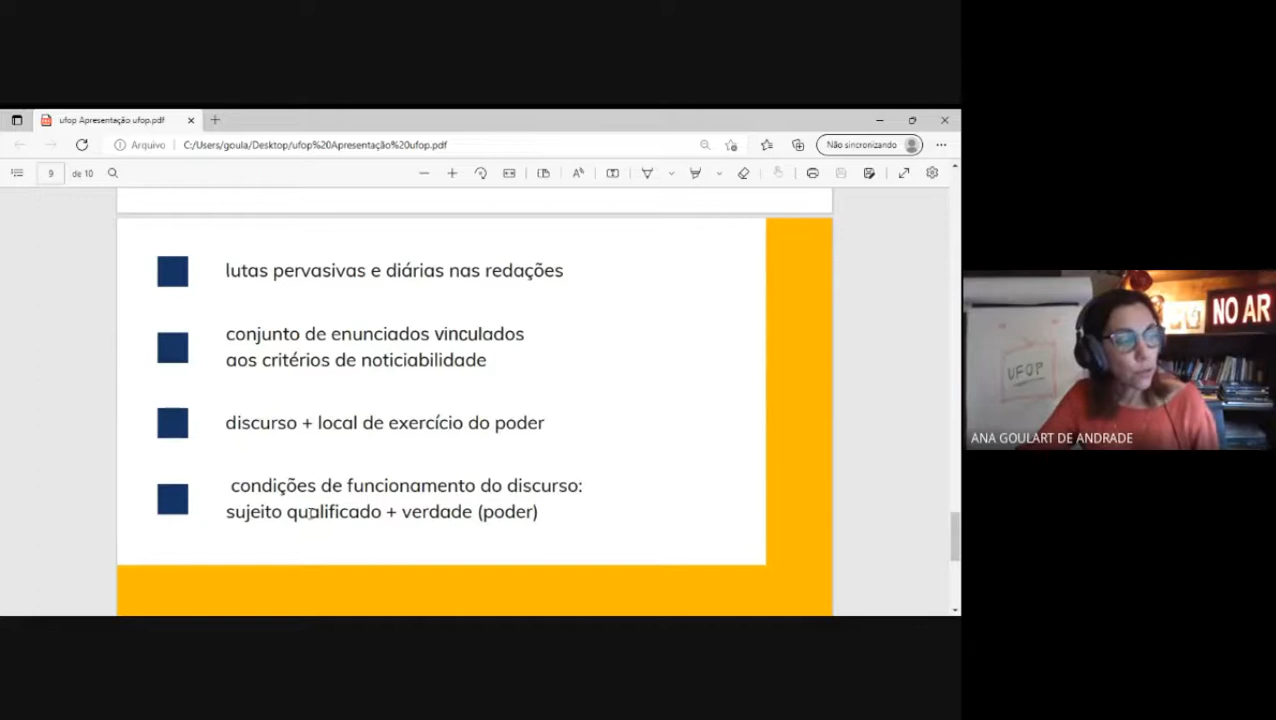 ufop Apresentação ufop.pdf
Arquivo
C:/Users/goula/Desktop/ufop%20Apresentação%20ufop.pdf
Não sincronizando
9 de 10
lutas pervasivas e diárias nas redações
conjunto de enunciados vinculados
aos critérios de noticiabilidade
discurso + local de exercício do poder
condições de funcionamento do discurso:
sujeito qualificado + verdade (poder)
NO AR
UFOP
ANA GOULART DE ANDRADE